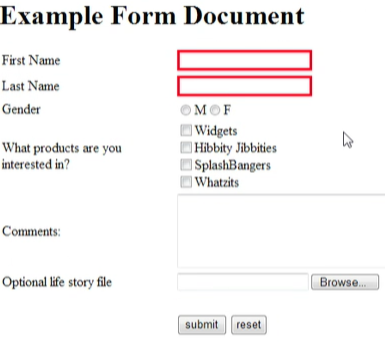 Example Form Document
First Name
Last Name
Gender M F
Widgets
What products are you Hibbity Jibbities
interested in? SplashBangers
Whatzits
Comments:
Optional life story file Browse...
submit reset